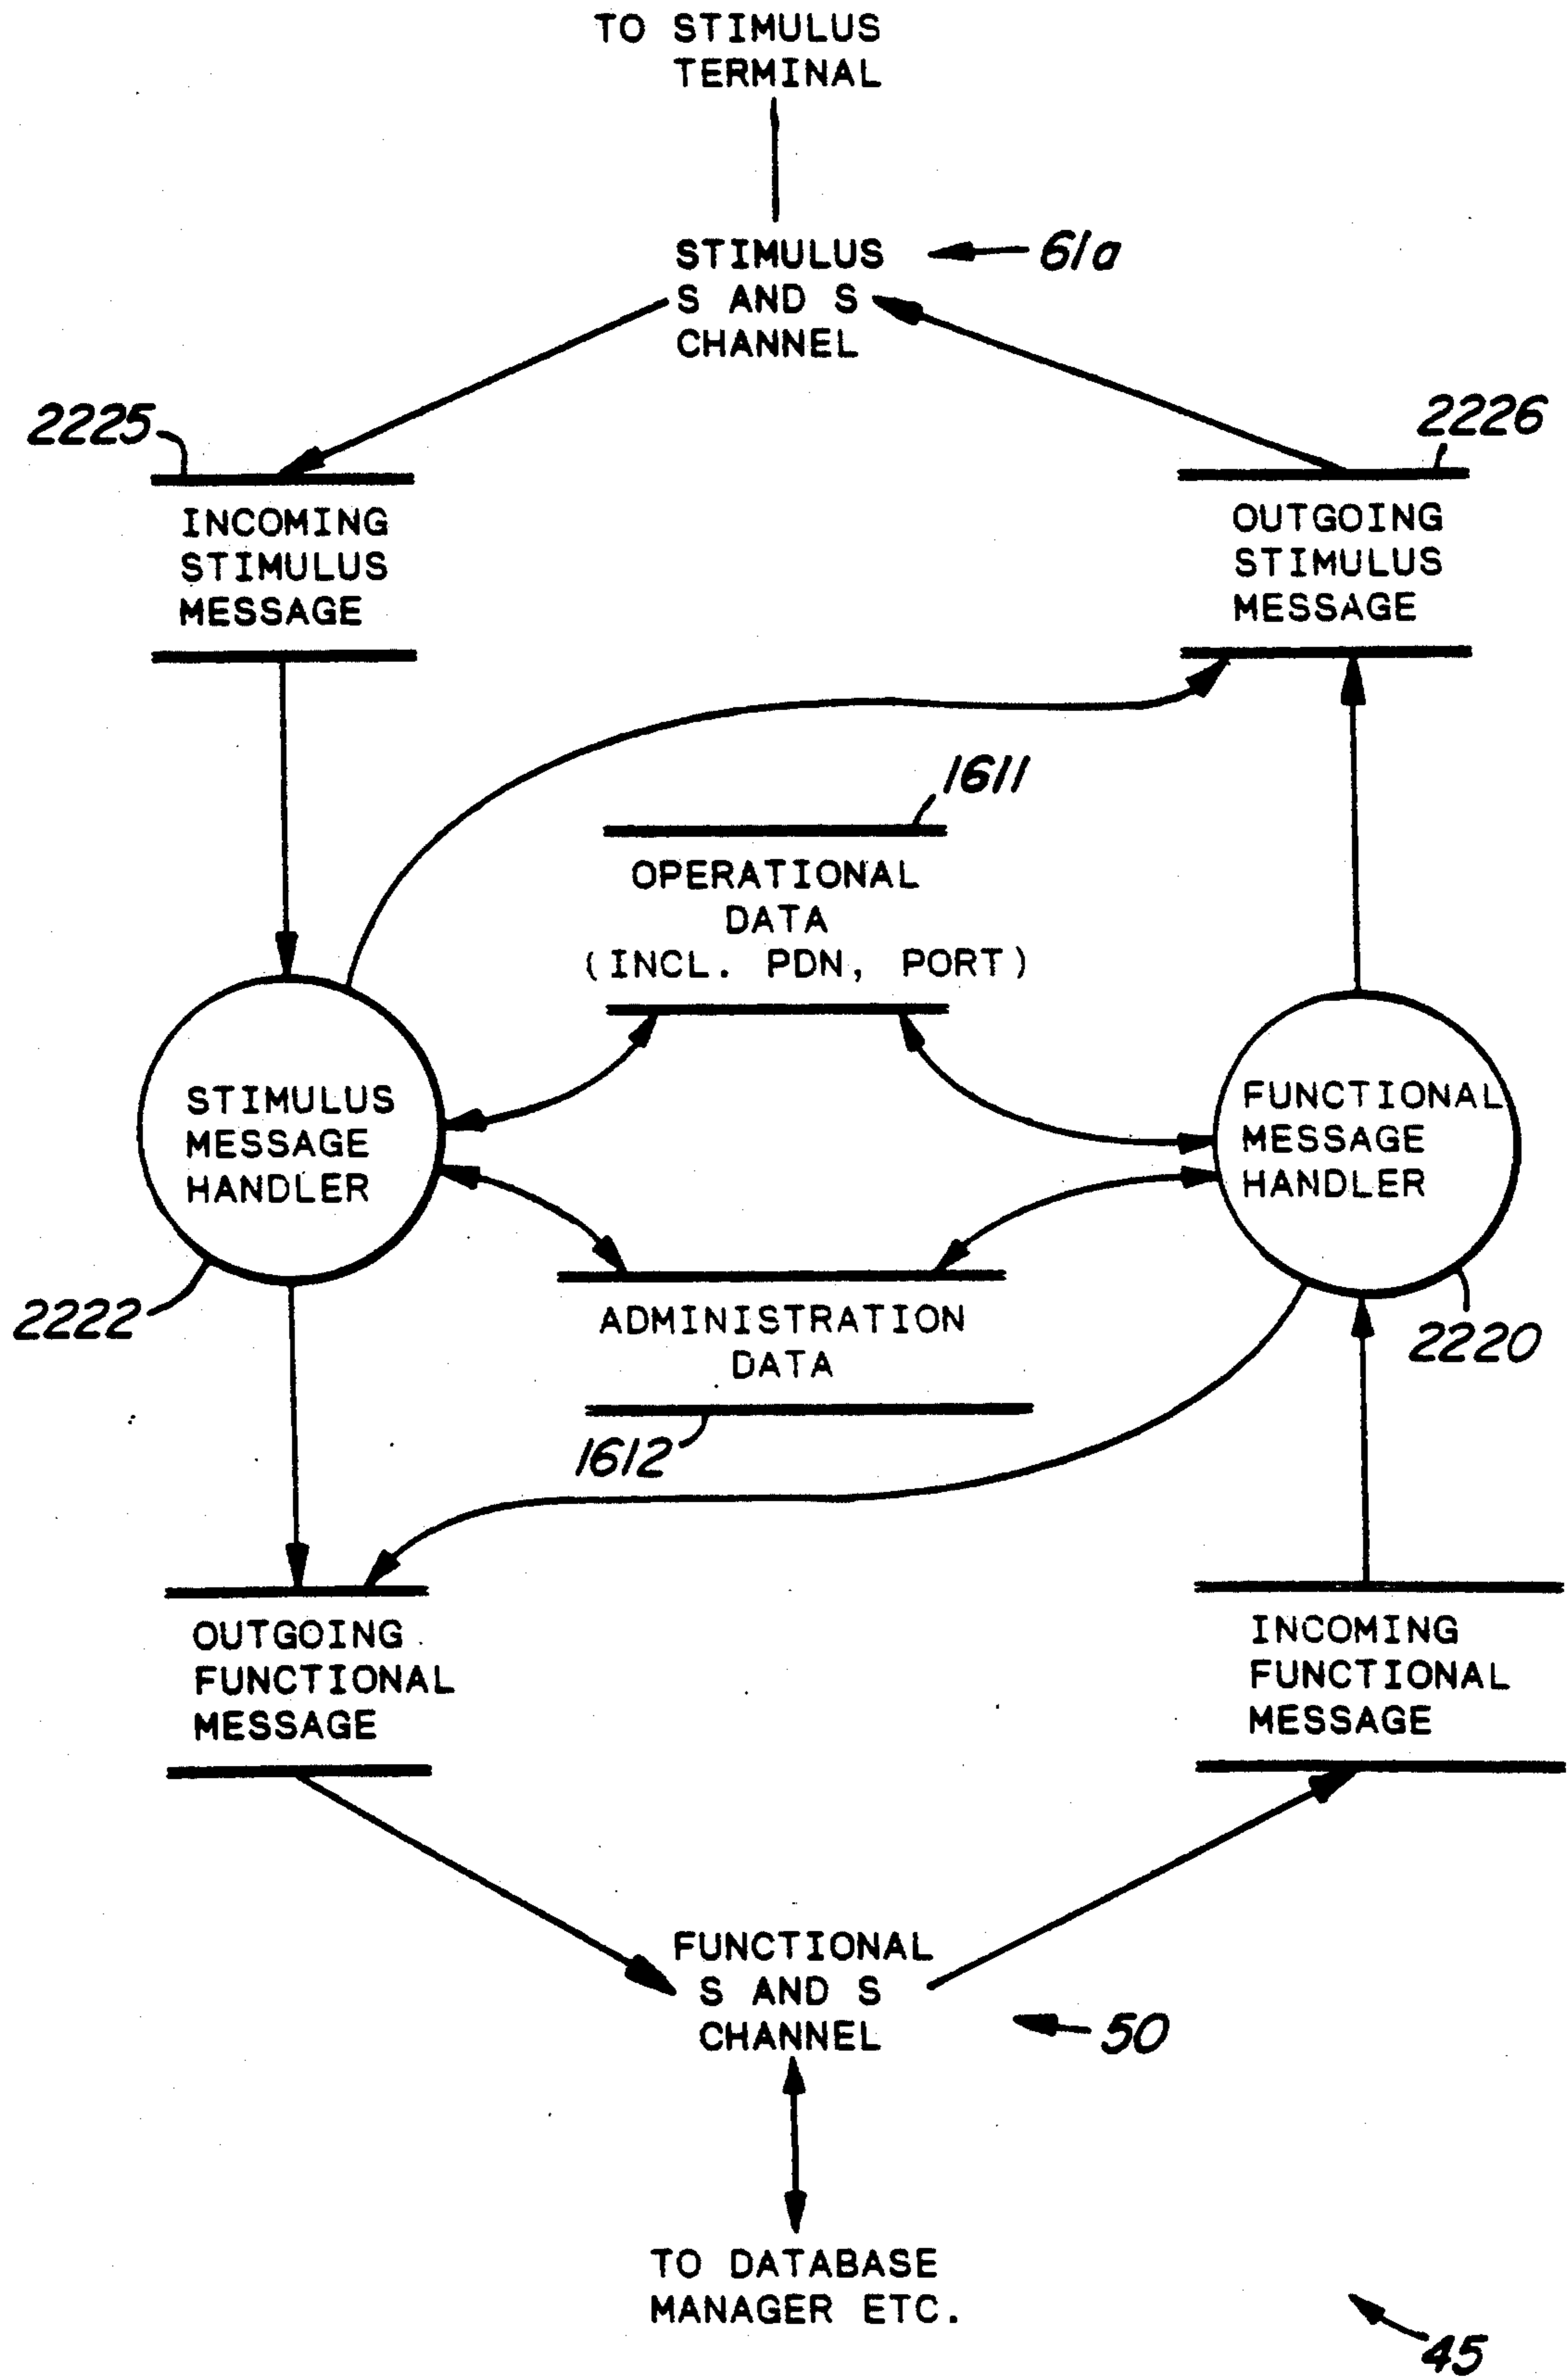 TO STIMULUS
TERMINAL
STIMULUS
S AND S
CHANNEL
61a
2225
INCOMING
STIMULUS
MESSAGE
2226
OUTGOING
STIMULUS
MESSAGE
1611
OPERATIONAL
DATA
(INCL. PDN, PORT)
STIMULUS
MESSAGE
HANDLER
2222
FUNCTIONAL
MESSAGE
HANDLER
2220
ADMINISTRATION
DATA
1612
OUTGOING
FUNCTIONAL
MESSAGE
INCOMING
FUNCTIONAL
MESSAGE
FUNCTIONAL
S AND S
CHANNEL
50
TO DATABASE
MANAGER ETC.
45